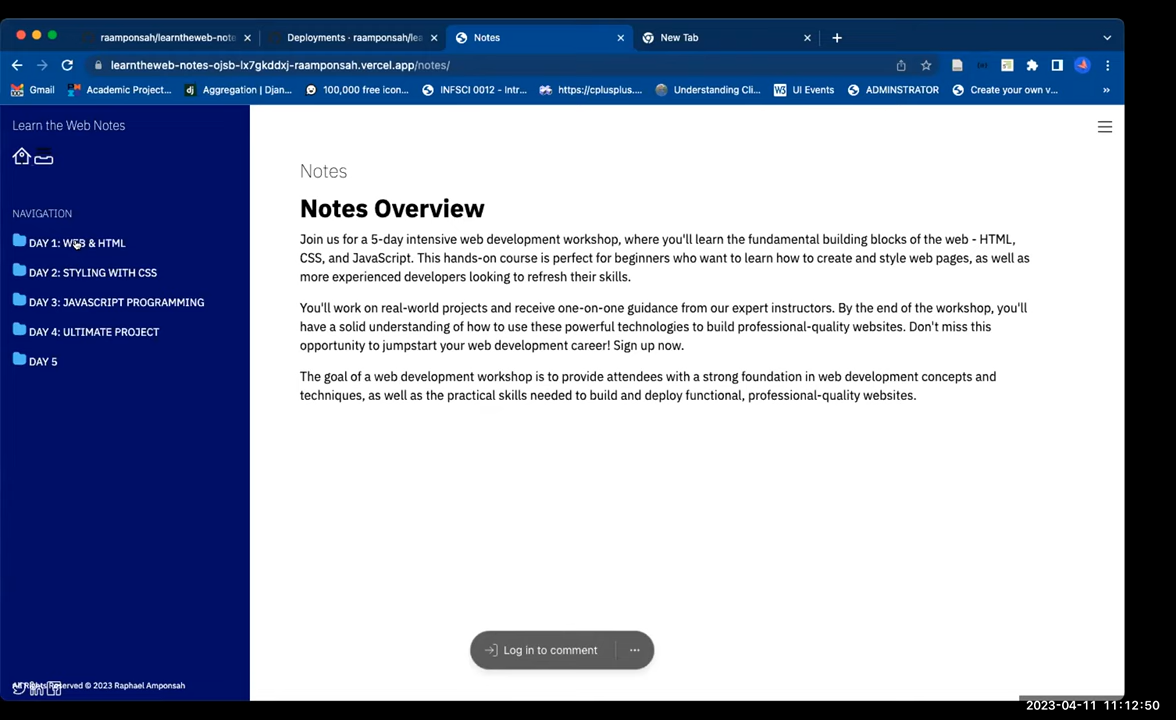 raamponsah/learntheweb-note
Deployments · raamponsah/lea
Notes
New Tab
learntheweb-notes-ojsb-lx7gkddxj-raamponsah.vercel.app/notes/
Gmail
Academic Project...
Aggregation | Djan...
100,000 free icon...
INFSCI 0012 - Intr...
https://cplusplus....
Understanding Cli...
UI Events
ADMINSTRATOR
Create your own v...
»
Learn the Web Notes
NAVIGATION
DAY 1: WEB & HTML
DAY 2: STYLING WITH CSS
DAY 3: JAVASCRIPT PROGRAMMING
DAY 4: ULTIMATE PROJECT
DAY 5
All Rights Reserved © 2023 Raphael Amponsah
Notes
Notes Overview
Join us for a 5-day intensive web development workshop, where you'll learn the fundamental building blocks of the web - HTML,
CSS, and JavaScript. This hands-on course is perfect for beginners who want to learn how to create and style web pages, as well as
more experienced developers looking to refresh their skills.
You'll work on real-world projects and receive one-on-one guidance from our expert instructors. By the end of the workshop, you'll
have a solid understanding of how to use these powerful technologies to build professional-quality websites. Don't miss this
opportunity to jumpstart your web development career! Sign up now.
The goal of a web development workshop is to provide attendees with a strong foundation in web development concepts and
techniques, as well as the practical skills needed to build and deploy functional, professional-quality websites.
Log in to comment
2023-04-11 11:12:50